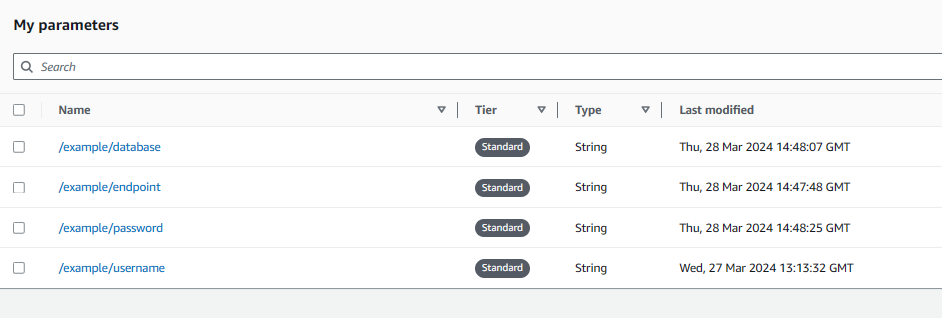 My parameters
Search
Name Tier Type Last modified
/example/database Standard String Thu, 28 Mar 2024 14:48:07 GMT
/example/endpoint Standard String Thu, 28 Mar 2024 14:47:48 GMT
/example/password Standard String Thu, 28 Mar 2024 14:48:25 GMT
/example/username Standard String Wed, 27 Mar 2024 13:13:32 GMT